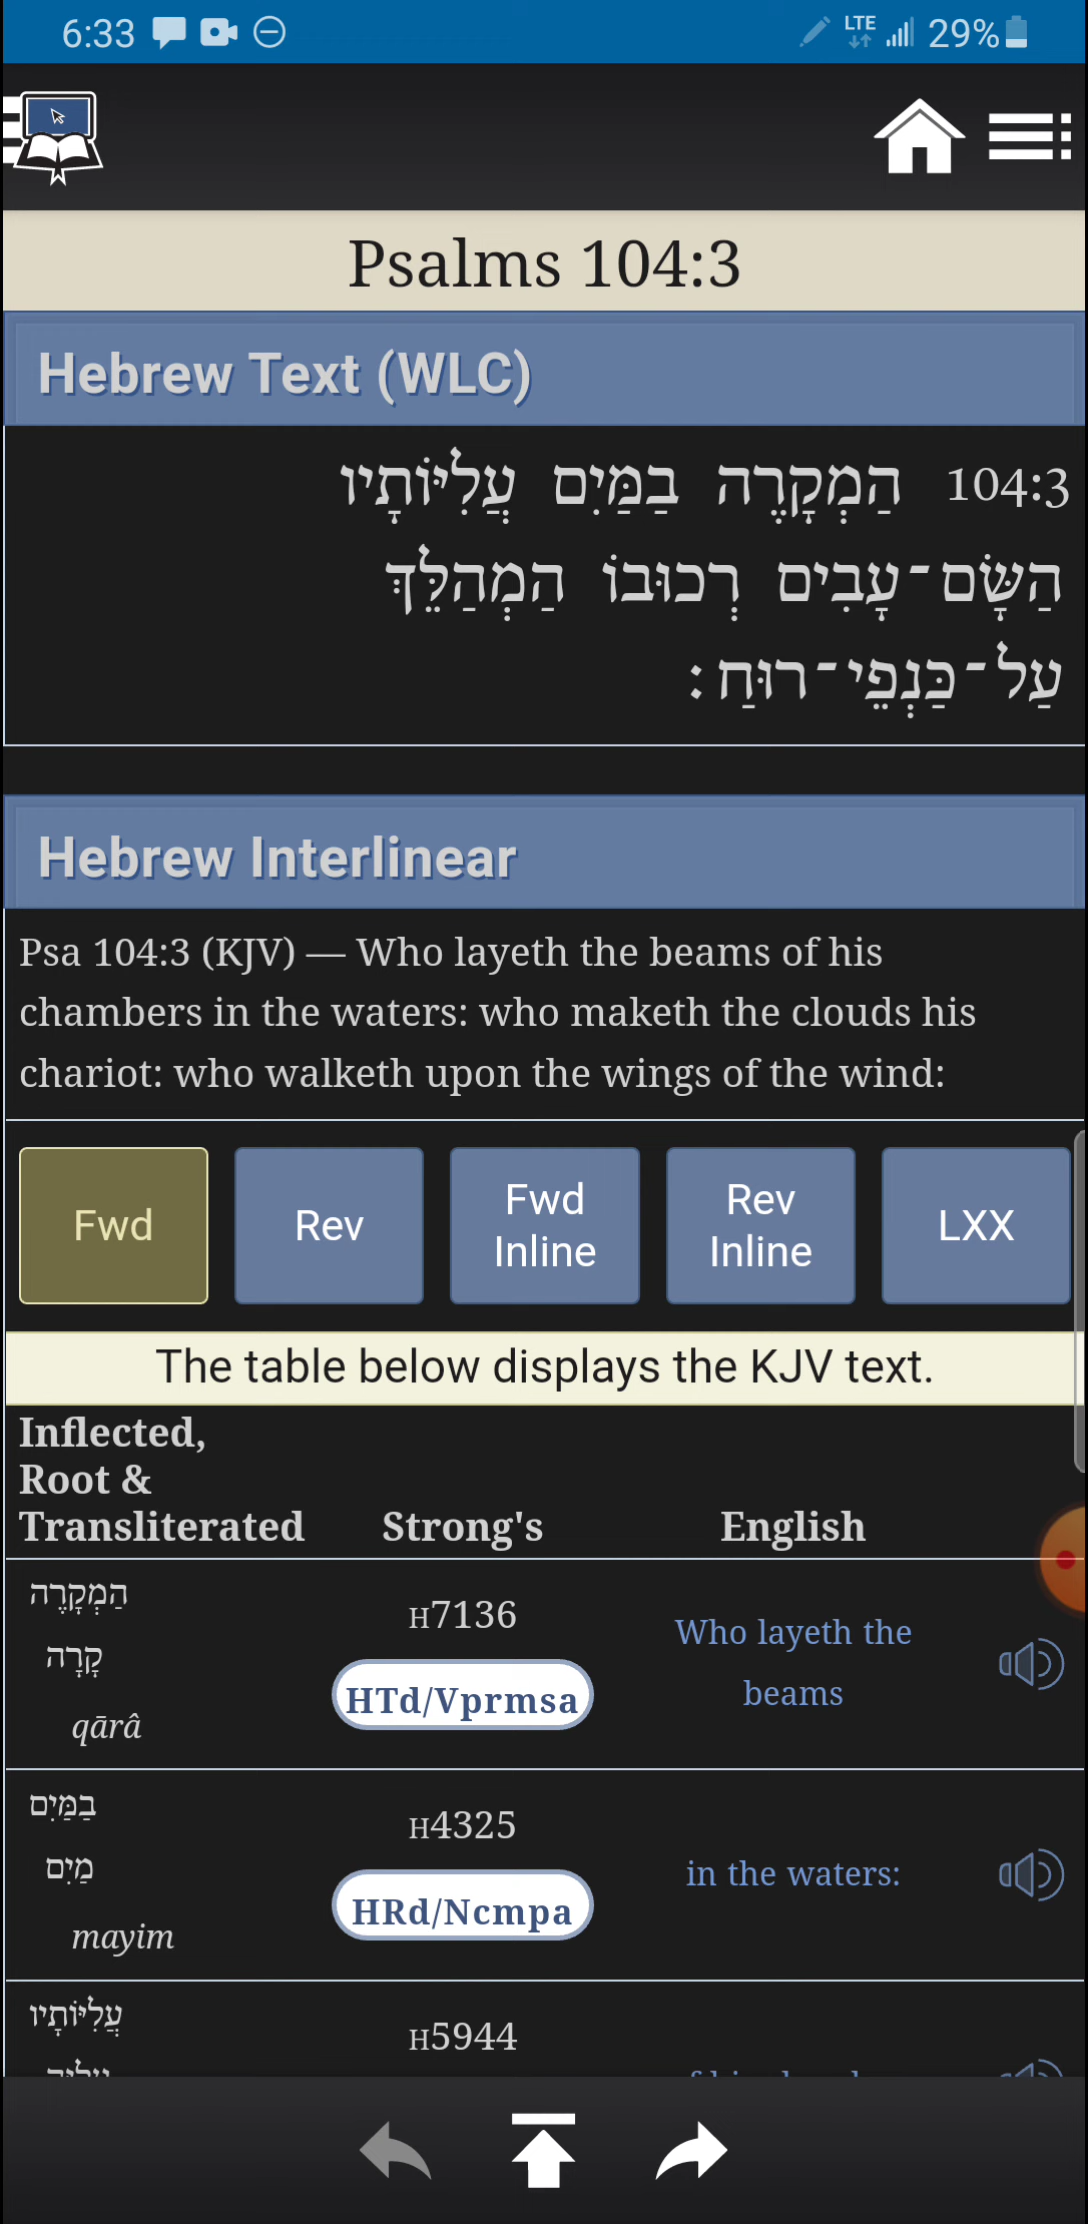 6:33 LTE 29%
Psalms 104:3
Hebrew Text (WLC)
104:3 הַמְקָרֶה בַמַּיִם עֲלִיּוֹתָיו
הַשָּׂם־עָבִים רְכוּבוֹ הַמְהַלֵּךְ
עַל־כַּנְפֵי־רוּחַ׃
Hebrew Interlinear
Psa 104:3 (KJV) — Who layeth the beams of his
chambers in the waters: who maketh the clouds his
chariot: who walketh upon the wings of the wind:
Fwd Rev Fwd Inline Rev Inline LXX
The table below displays the KJV text.
Inflected,
Root &
Transliterated Strong's English
הַמְקָרֶה
קָרָה
qārâ
H7136
HTd/Vprmsa
Who layeth the
beams
בַמַּיִם
מַיִם
mayim
H4325
HRd/Ncmpa
in the waters:
עֲלִיּוֹתָיו
H5944